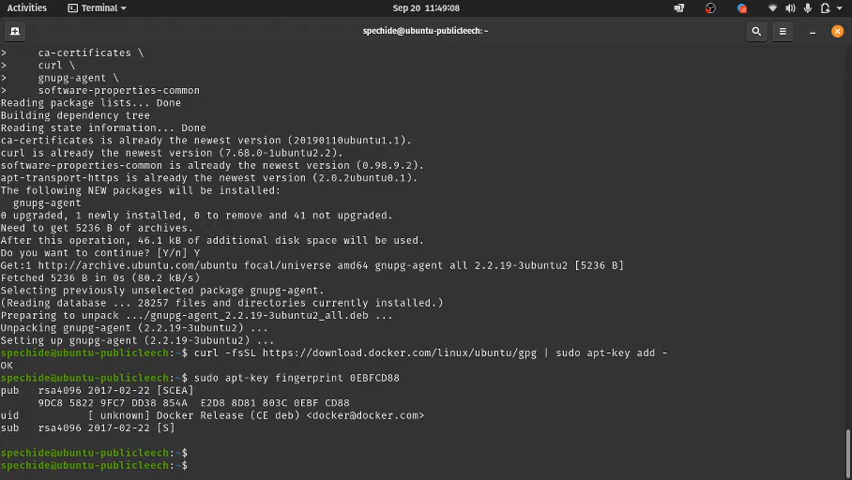 Activities
Terminal
Sep 20 11:49:08
spechide@ubuntu-publicleech: ~
>     ca-certificates \
>     curl \
>     gnupg-agent \
>     software-properties-common
Reading package lists... Done
Building dependency tree
Reading state information... Done
ca-certificates is already the newest version (20190110ubuntu1.1).
curl is already the newest version (7.68.0-1ubuntu2.2).
software-properties-common is already the newest version (0.98.9.2).
apt-transport-https is already the newest version (2.0.2ubuntu0.1).
The following NEW packages will be installed:
  gnupg-agent
0 upgraded, 1 newly installed, 0 to remove and 41 not upgraded.
Need to get 5236 B of archives.
After this operation, 46.1 kB of additional disk space will be used.
Do you want to continue? [Y/n] Y
Get:1 http://archive.ubuntu.com/ubuntu focal/universe amd64 gnupg-agent all 2.2.19-3ubuntu2 [5236 B]
Fetched 5236 B in 0s (80.2 kB/s)
Selecting previously unselected package gnupg-agent.
(Reading database ... 28257 files and directories currently installed.)
Preparing to unpack .../gnupg-agent_2.2.19-3ubuntu2_all.deb ...
Unpacking gnupg-agent (2.2.19-3ubuntu2) ...
Setting up gnupg-agent (2.2.19-3ubuntu2) ...
spechide@ubuntu-publicleech:~$ curl -fsSL https://download.docker.com/linux/ubuntu/gpg | sudo apt-key add -
OK
spechide@ubuntu-publicleech:~$ sudo apt-key fingerprint 0EBFCD88
pub   rsa4096 2017-02-22 [SCEA]
      9DC8 5822 9FC7 DD38 854A  E2D8 8D81 803C 0EBF CD88
uid           [ unknown] Docker Release (CE deb) <docker@docker.com>
sub   rsa4096 2017-02-22 [S]
spechide@ubuntu-publicleech:~$
spechide@ubuntu-publicleech:~$